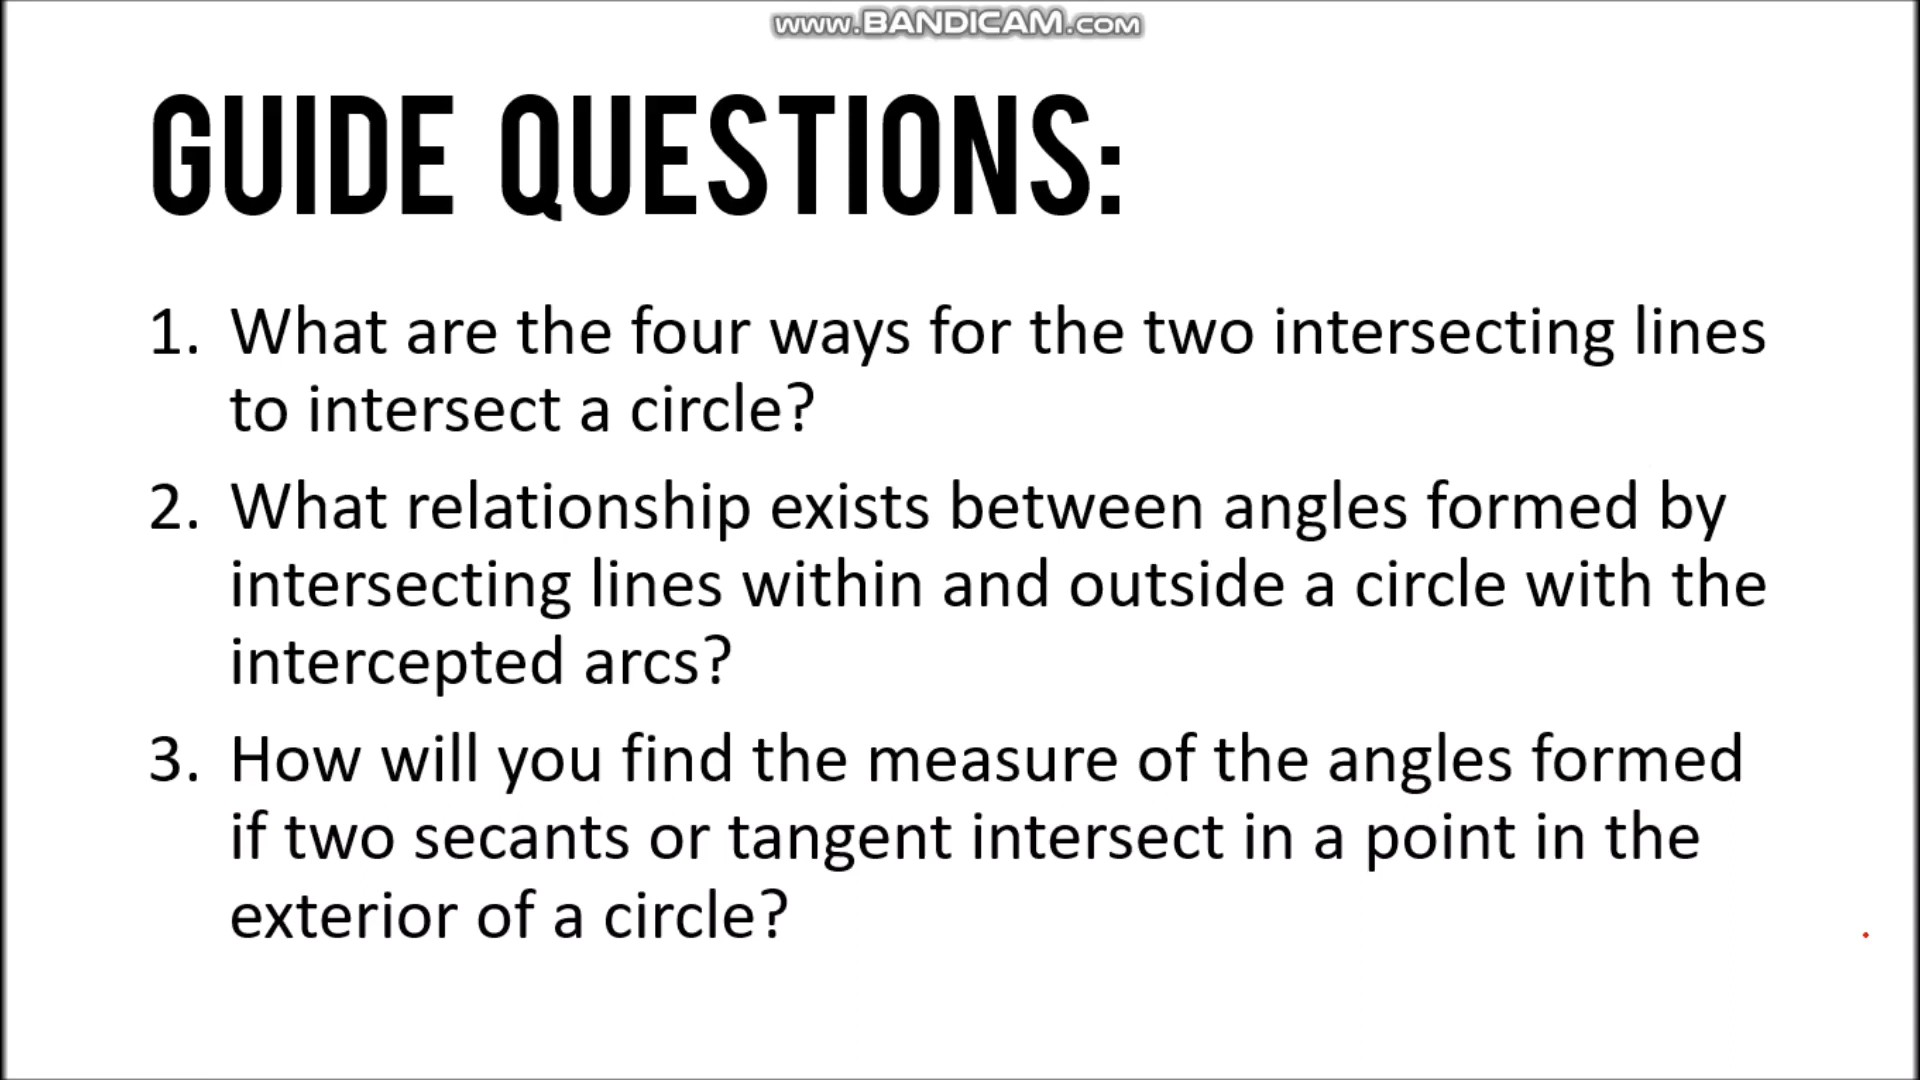 www.BANDICAM.com
GUIDE QUESTIONS:
1. What are the four ways for the two intersecting lines
to intersect a circle?
2. What relationship exists between angles formed by
intersecting lines within and outside a circle with the
intercepted arcs?
3. How will you find the measure of the angles formed
if two secants or tangent intersect in a point in the
exterior of a circle?